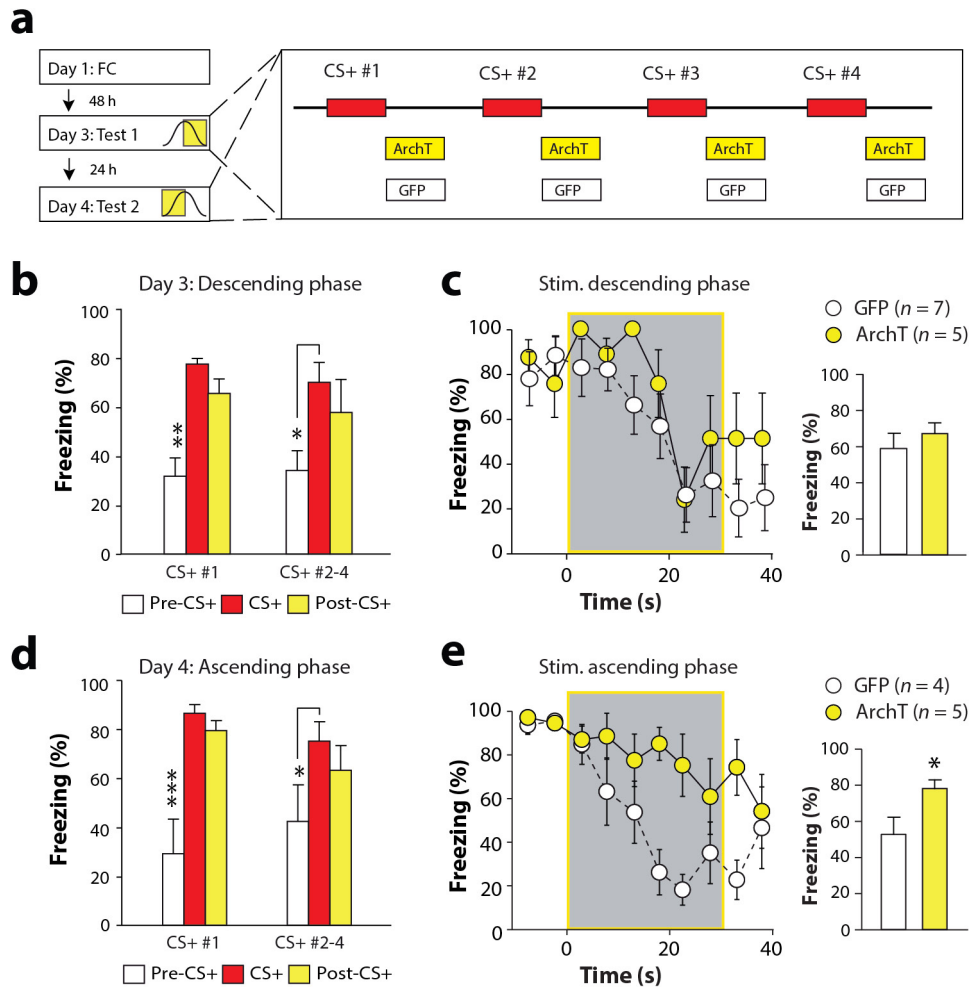 a
Day 1: FC
48 h
Day 3: Test 1
24 h
Day 4: Test 2
CS+ #1 CS+ #2 CS+ #3 CS+ #4
ArchT ArchT ArchT ArchT
GFP GFP GFP GFP
b
Day 3: Descending phase
Freezing (%)
100
80
60
40
20
0
**
*
CS+ #1 CS+ #2-4
Pre-CS+ CS+ Post-CS+
c
Stim. descending phase
Freezing (%)
100
80
60
40
20
0
0 20 40
Time (s)
GFP (n = 7)
ArchT (n = 5)
Freezing (%)
100
80
60
40
20
0
d
Day 4: Ascending phase
Freezing (%)
100
80
60
40
20
0
***
*
CS+ #1 CS+ #2-4
Pre-CS+ CS+ Post-CS+
e
Stim. ascending phase
Freezing (%)
100
80
60
40
20
0
0 20 40
Time (s)
GFP (n = 4)
ArchT (n = 5)
Freezing (%)
100
80
60
40
20
0
*